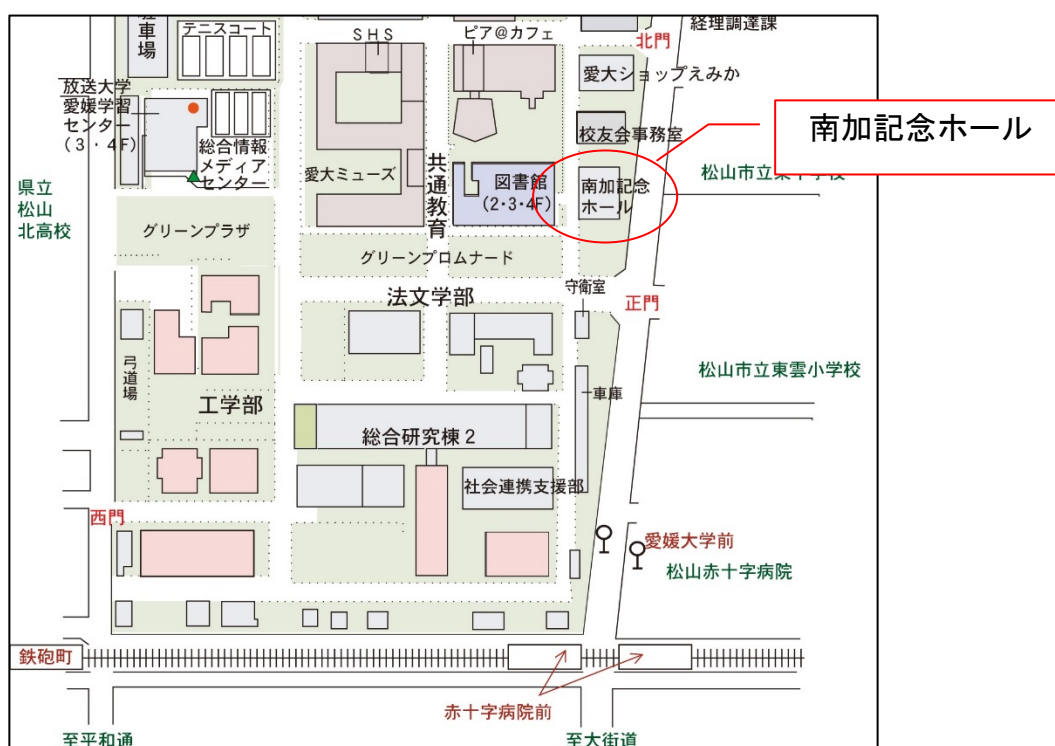 駐車場
テニスコート
SHS
ピア@カフェ
経理調達課
北門
愛大ショップえみか
放送大学
愛媛学習
センター
(3・4F)
総合情報
メディア
センター
愛大ミューズ
共通教育
図書館
(2・3・4F)
校友会事務室
南加記念
ホール
南加記念ホール
県立
松山
北高校
グリーンプラザ
グリーンプロムナード
法文学部
守衛室
正門
松山市立東雲小学校
弓道場
工学部
車庫
総合研究棟2
社会連携支援部
西門
愛媛大学前
松山赤十字病院
鉄砲町
赤十字病院前
至平和通
至大街道